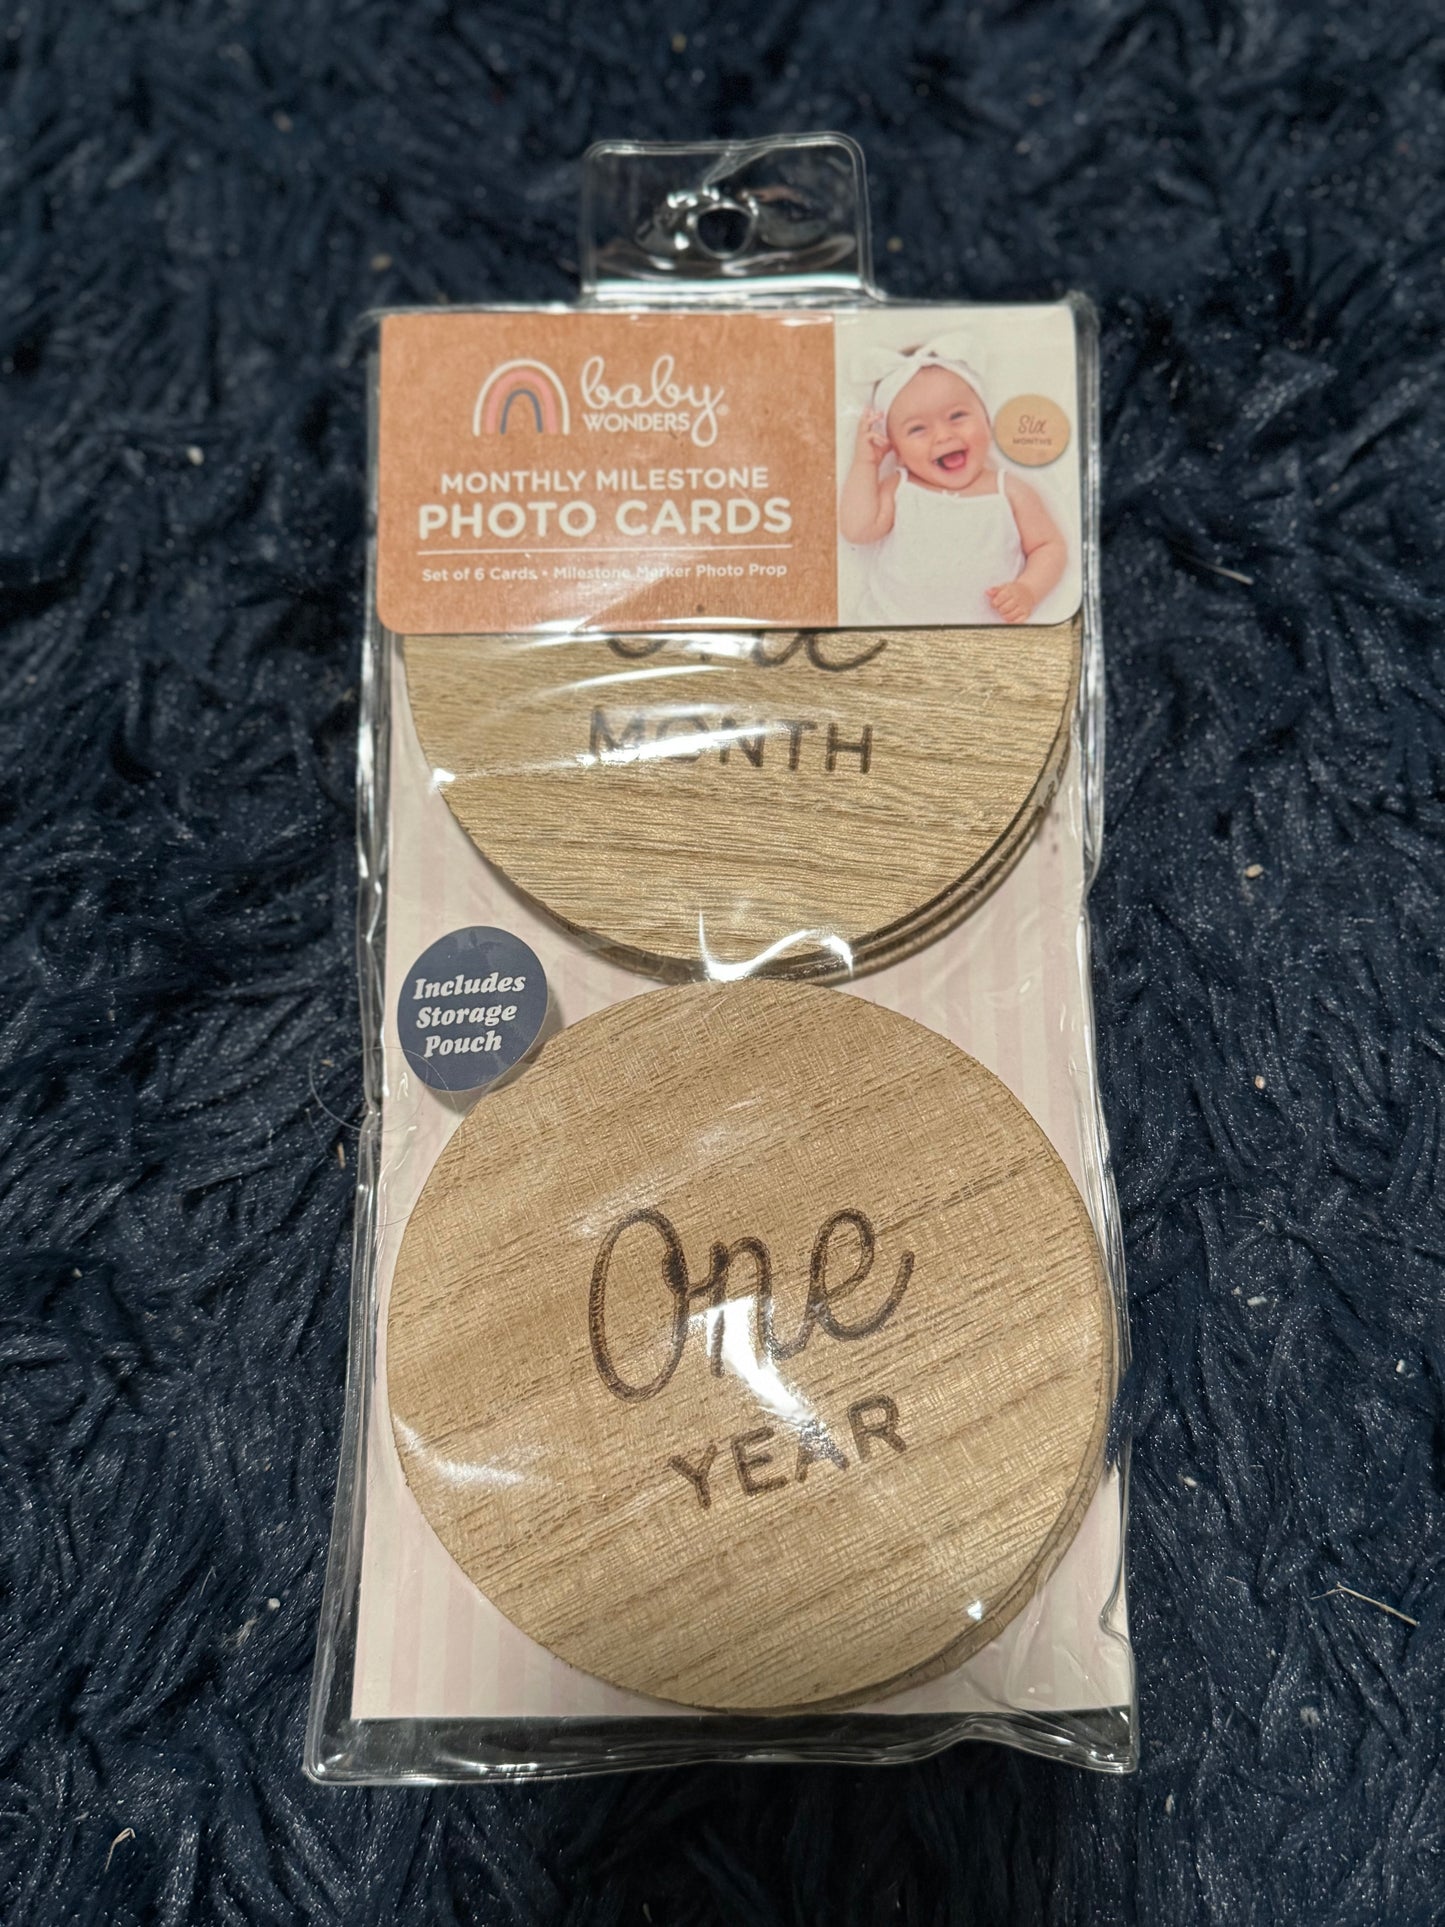 baby
WONDERS®
MONTHLY MILESTONE
PHOTO CARDS
Set of 6 Cards • Milestone Marker Photo Prop
Six
MONTHS
One
MONTH
Includes
Storage
Pouch
One
YEAR